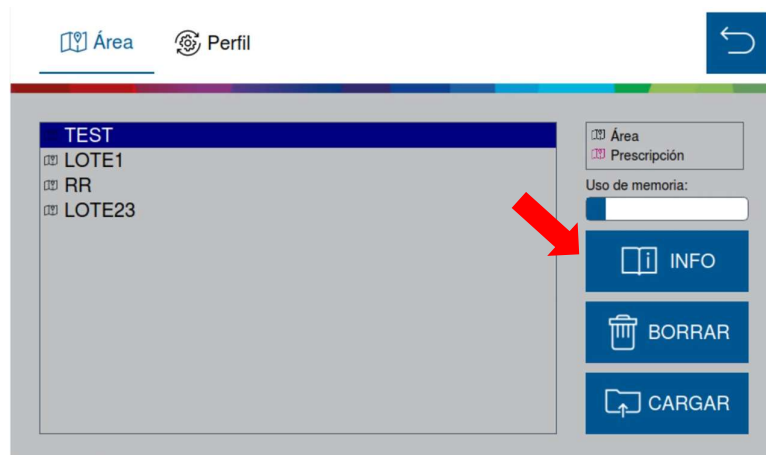 Área
Perfil
TEST
LOTE1
RR
LOTE23
Área
Prescripción
Uso de memoria:
INFO
BORRAR
CARGAR